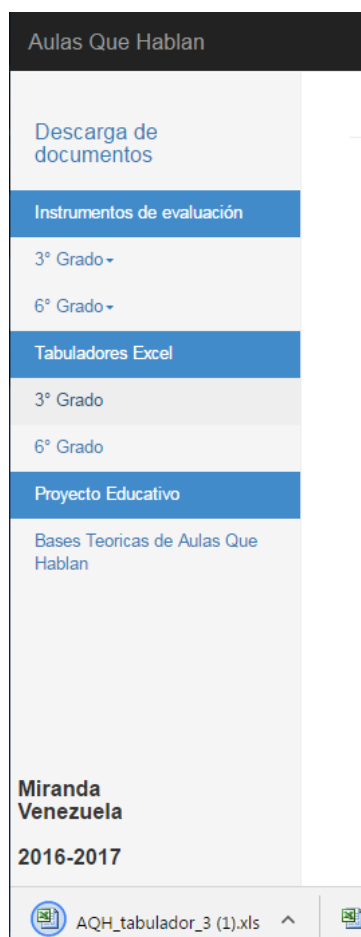 Aulas Que Hablan
Descarga de
documentos
Instrumentos de evaluación
3° Grado
6° Grado
Tabuladores Excel
3° Grado
6° Grado
Proyecto Educativo
Bases Teoricas de Aulas Que
Hablan
Miranda
Venezuela
2016-2017
AQH_tabulador_3 (1).xls